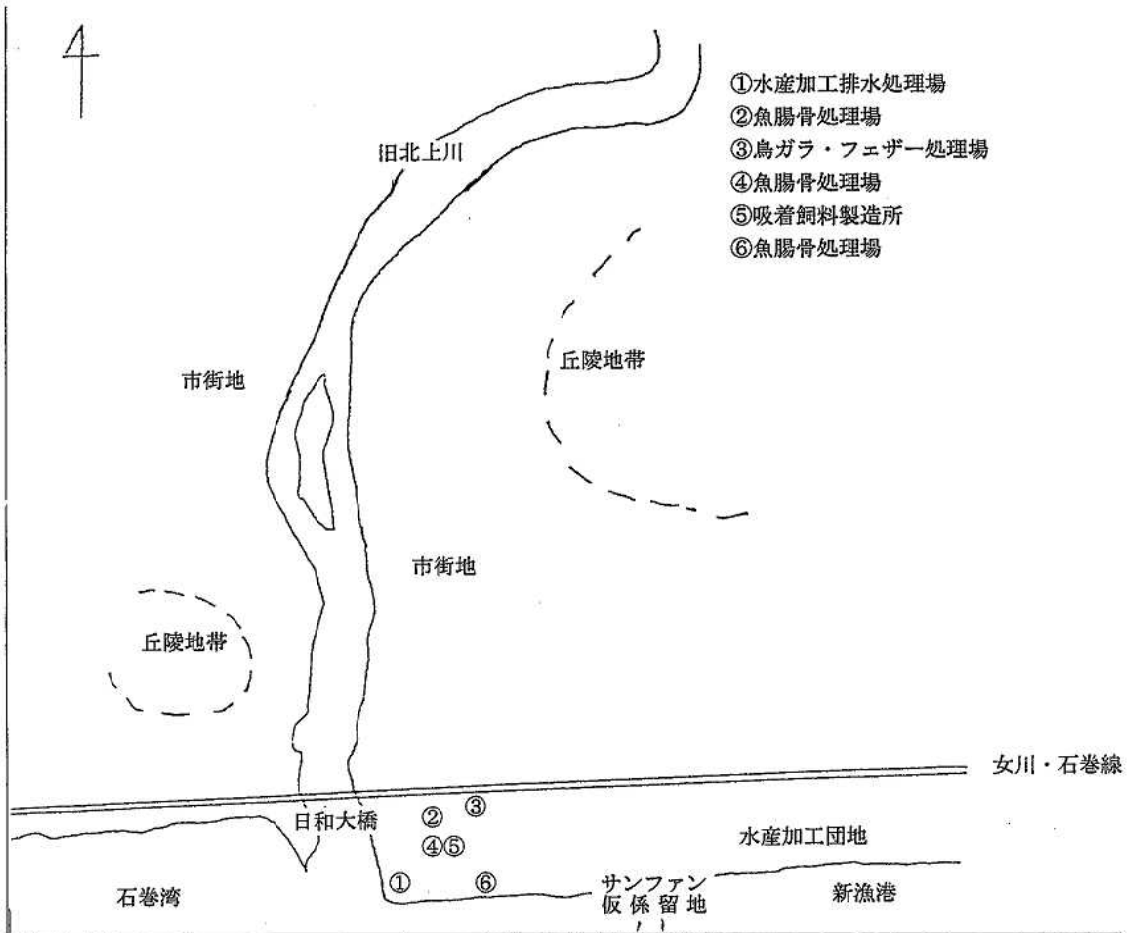 ①水産加工排水処理場
②魚腸骨処理場
③鳥ガラ・フェザー処理場
④魚腸骨処理場
⑤吸着飼料製造所
⑥魚腸骨処理場
旧北上川
丘陵地帯
市街地
市街地
丘陵地帯
女川・石巻線
③
日和大橋
②
水産加工団地
④⑤
①
⑥
サンファン
仮係留地
新漁港
石巻湾